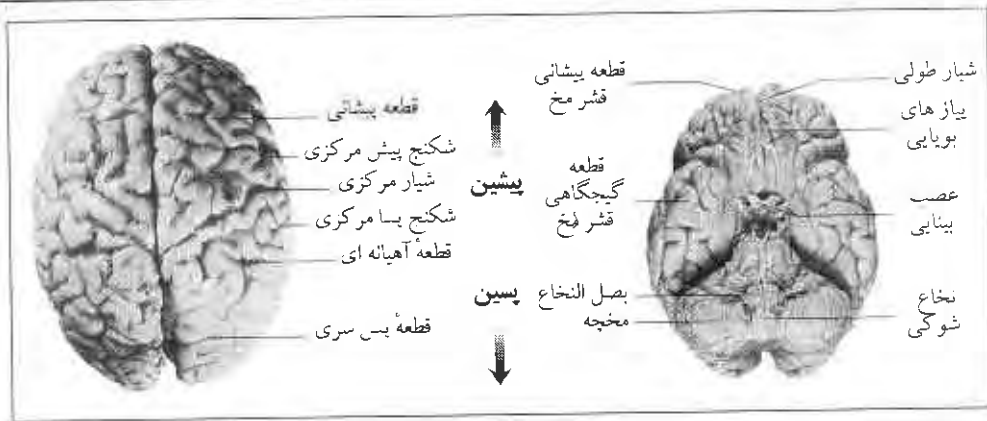 شیار طولی
پیاز های
بویایی
عصب
بینایی
نخاع
شوکی
قطعه پیشانی
قشر مخ
قطعه
گیجگاهی
قشر مخ
بصل النخاع
مخچه
پیشین
پسین
قطعه پیشانی
شکنج پیش مرکزی
شیار مرکزی
شکنج پسا مرکزی
قطعهٔ آهیانه ای
قطعهٔ پس سری